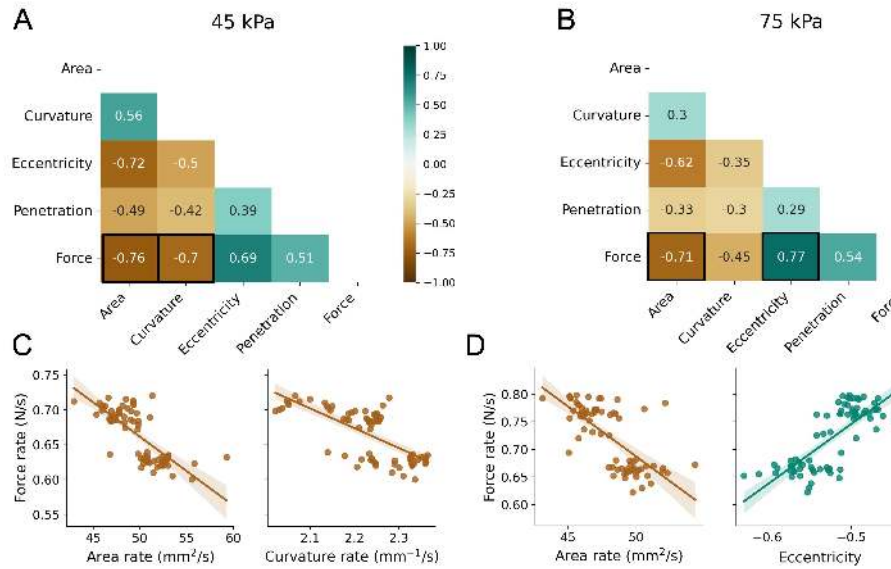 A
45 kPa
B
75 kPa
Area
Curvature
Eccentricity
Penetration
Force
0.56
-0.72 -0.5
-0.49 -0.42 0.39
-0.76 -0.7 0.69 0.51
Area Curvature Eccentricity Penetration Force
1.00
0.75
0.50
0.25
0.00
−0.25
−0.50
−0.75
−1.00
Area
Curvature
Eccentricity
Penetration
Force
0.3
-0.62 -0.35
-0.33 -0.3 0.29
-0.71 -0.45 0.77 0.54
Area Curvature Eccentricity Penetration
C
Force rate (N/s)
0.75
0.70
0.65
0.60
0.55
45 50 55 60
Area rate (mm²/s)
2.1 2.2 2.3
Curvature rate (mm⁻¹/s)
D
Force rate (N/s)
0.80
0.75
0.70
0.65
0.60
45 50
Area rate (mm²/s)
−0.6 −0.5
Eccentricity